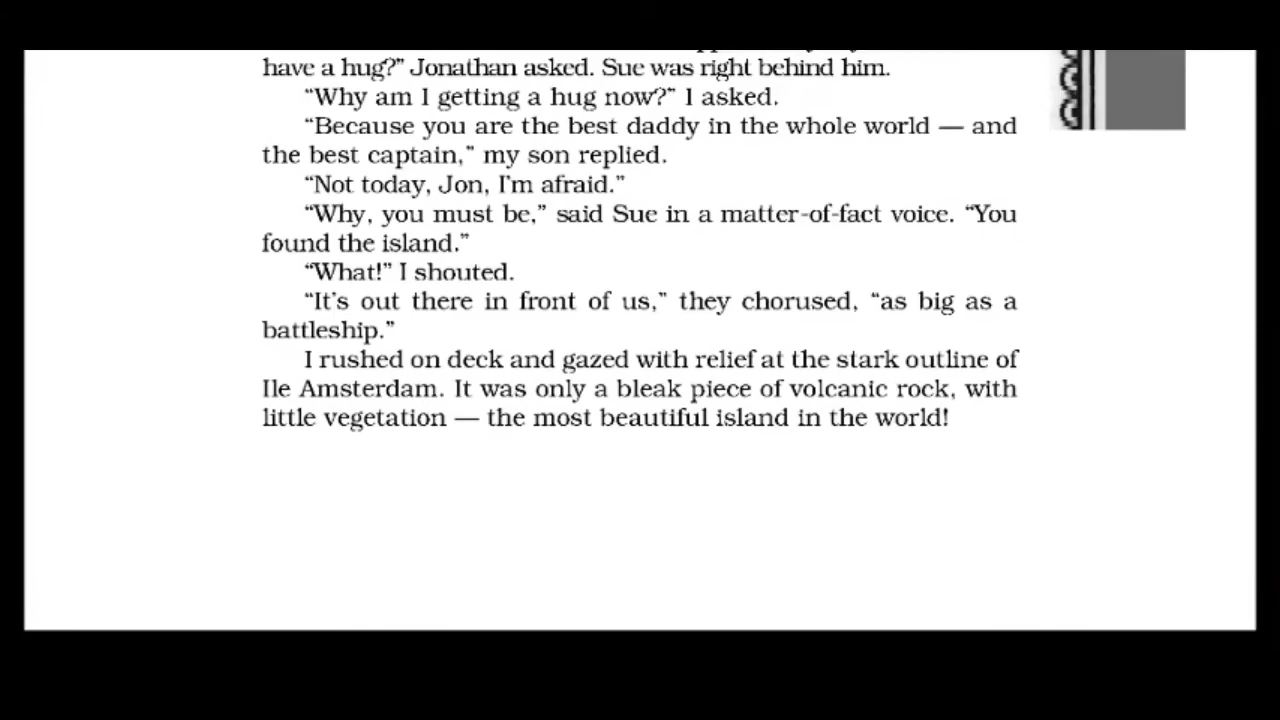 have a hug?” Jonathan asked. Sue was right behind him.
“Why am I getting a hug now?” I asked.
“Because you are the best daddy in the whole world — and
the best captain,” my son replied.
“Not today, Jon, I’m afraid.”
“Why, you must be,” said Sue in a matter-of-fact voice. “You
found the island.”
“What!” I shouted.
“It’s out there in front of us,” they chorused, “as big as a
battleship.”
I rushed on deck and gazed with relief at the stark outline of
Ile Amsterdam. It was only a bleak piece of volcanic rock, with
little vegetation — the most beautiful island in the world!